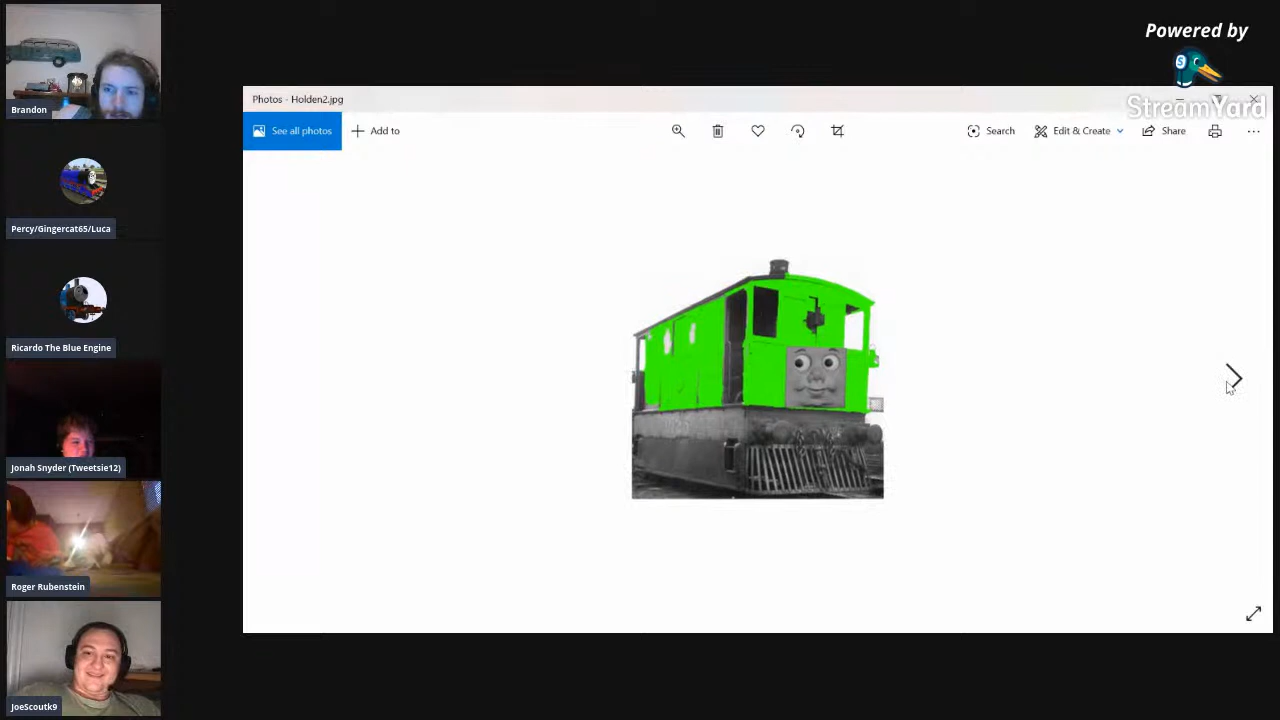 Powered by
StreamYard
Brandon
Percy/Gingercat65/Luca
Ricardo The Blue Engine
Jonah Snyder (Tweetsie12)
Roger Rubenstein
JoeScoutk9
Photos - Holden2.jpg
See all photos
Add to
Search
Edit & Create
Share